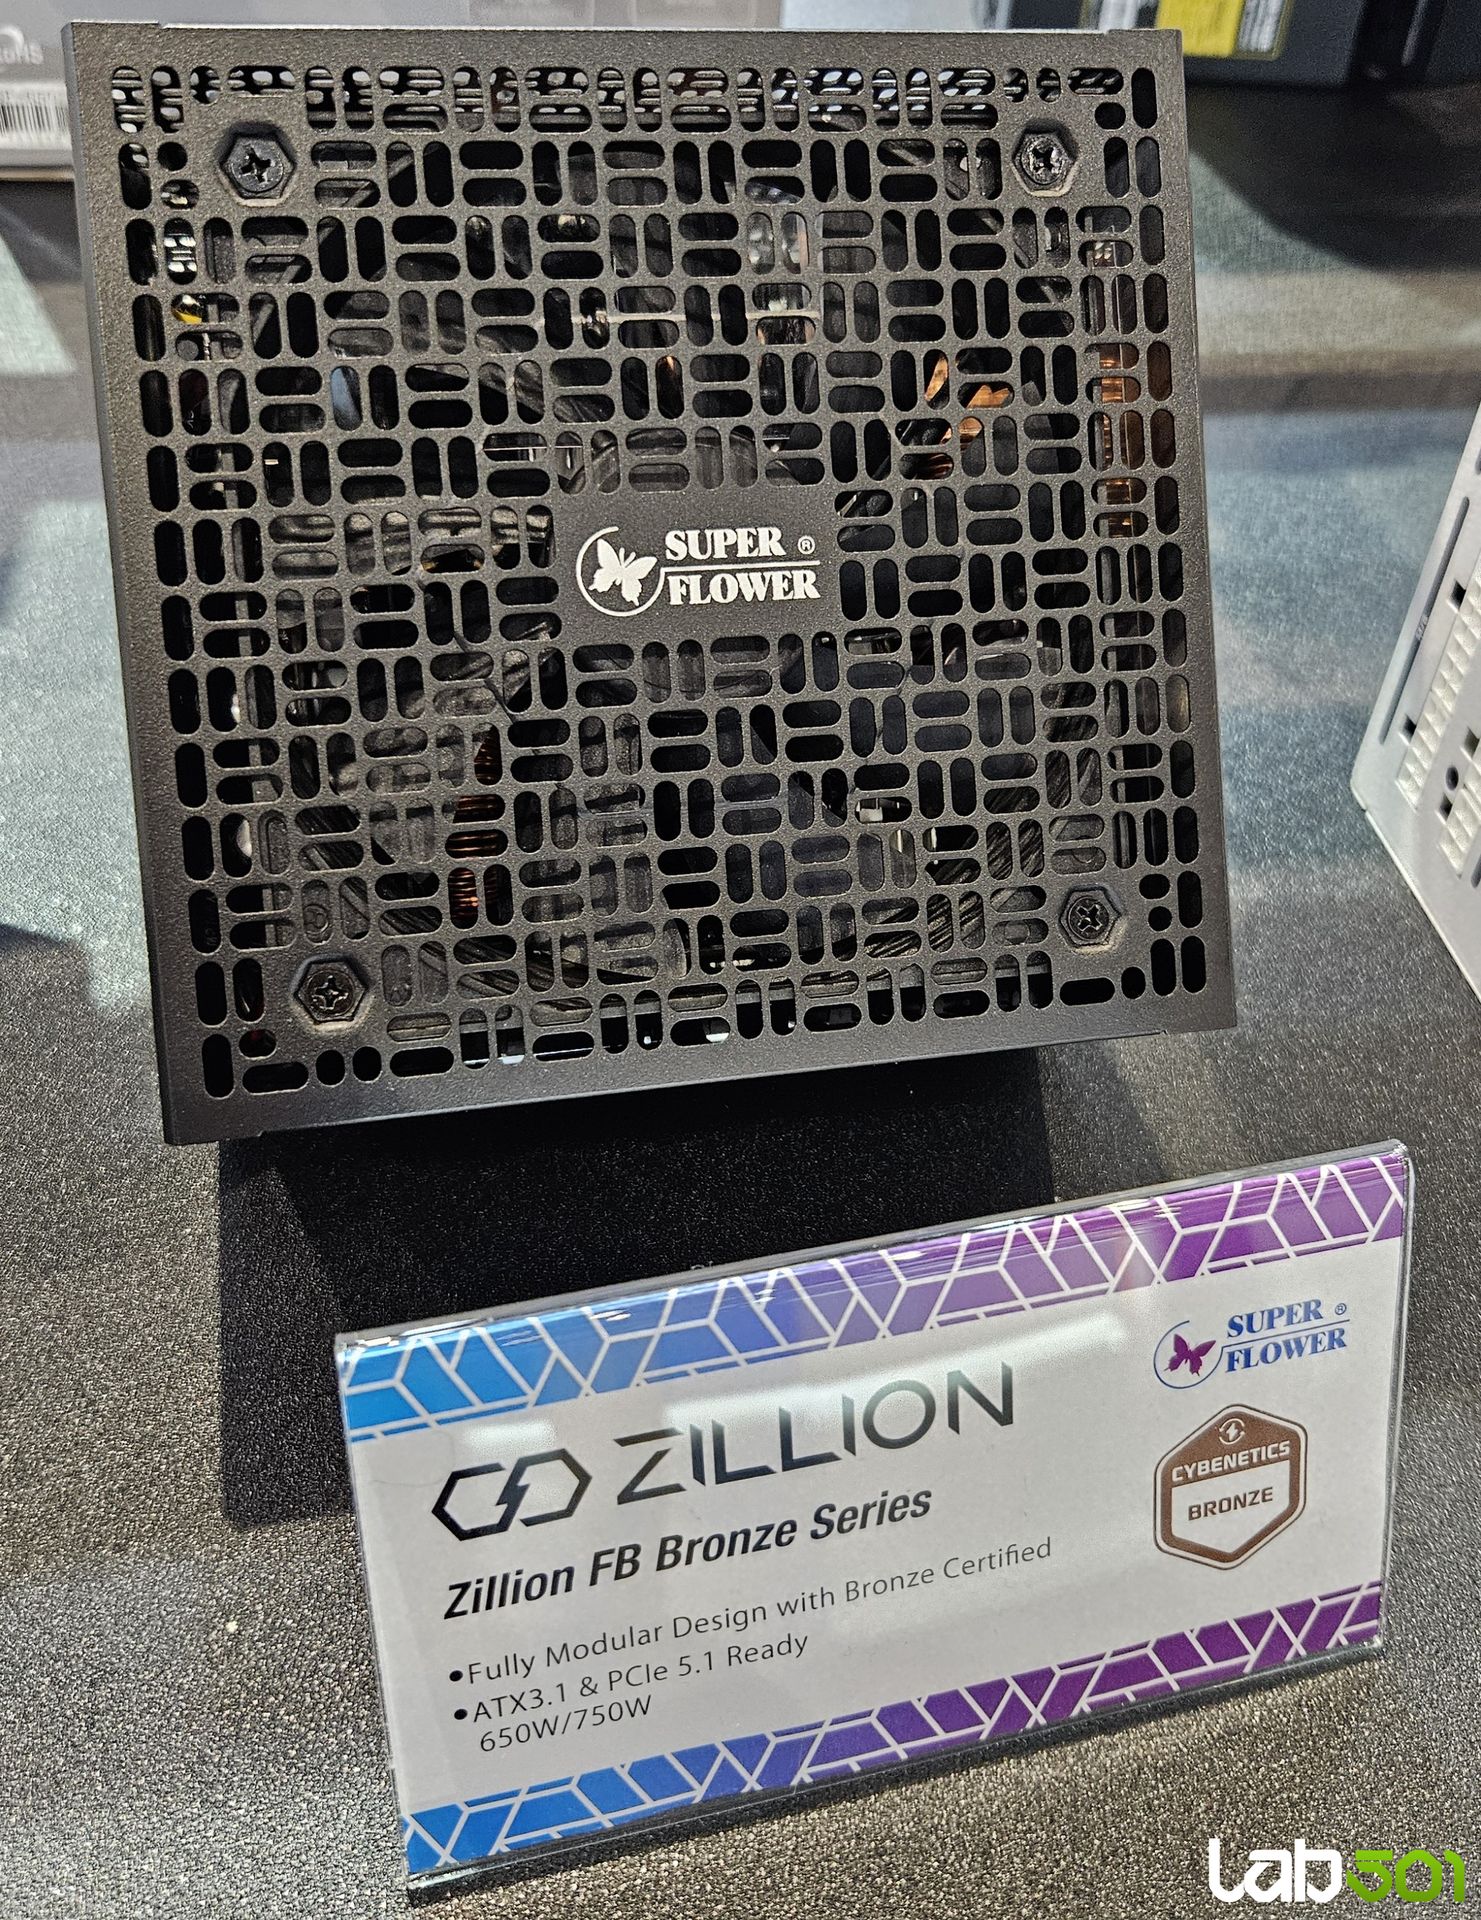 SUPER ®
FLOWER
SUPER ®
FLOWER
ZILLION
Zillion FB Bronze Series
CYBENETICS
BRONZE
•Fully Modular Design with Bronze Certified
•ATX3.1 & PCIe 5.1 Ready
650W/750W
Lab501